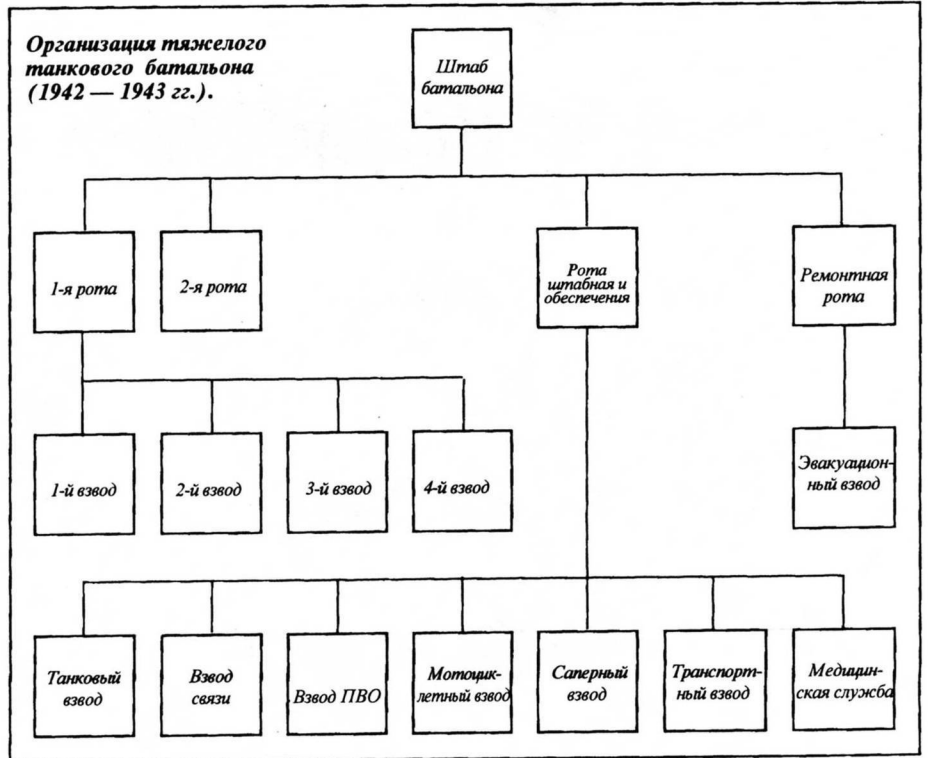 Организация тяжелого
танкового батальона
(1942 — 1943 гг.).
Штаб
батальона
1-я рота
2-я рота
Рота
штабная и
обеспечения
Ремонтная
рота
1-й взвод
2-й взвод
3-й взвод
4-й взвод
Эвакуацион-
ный взвод
Танковый
взвод
Взвод
связи
Взвод ПВО
Мотоцик-
летный взвод
Саперный
взвод
Транспорт-
ный взвод
Медицин-
ская служба